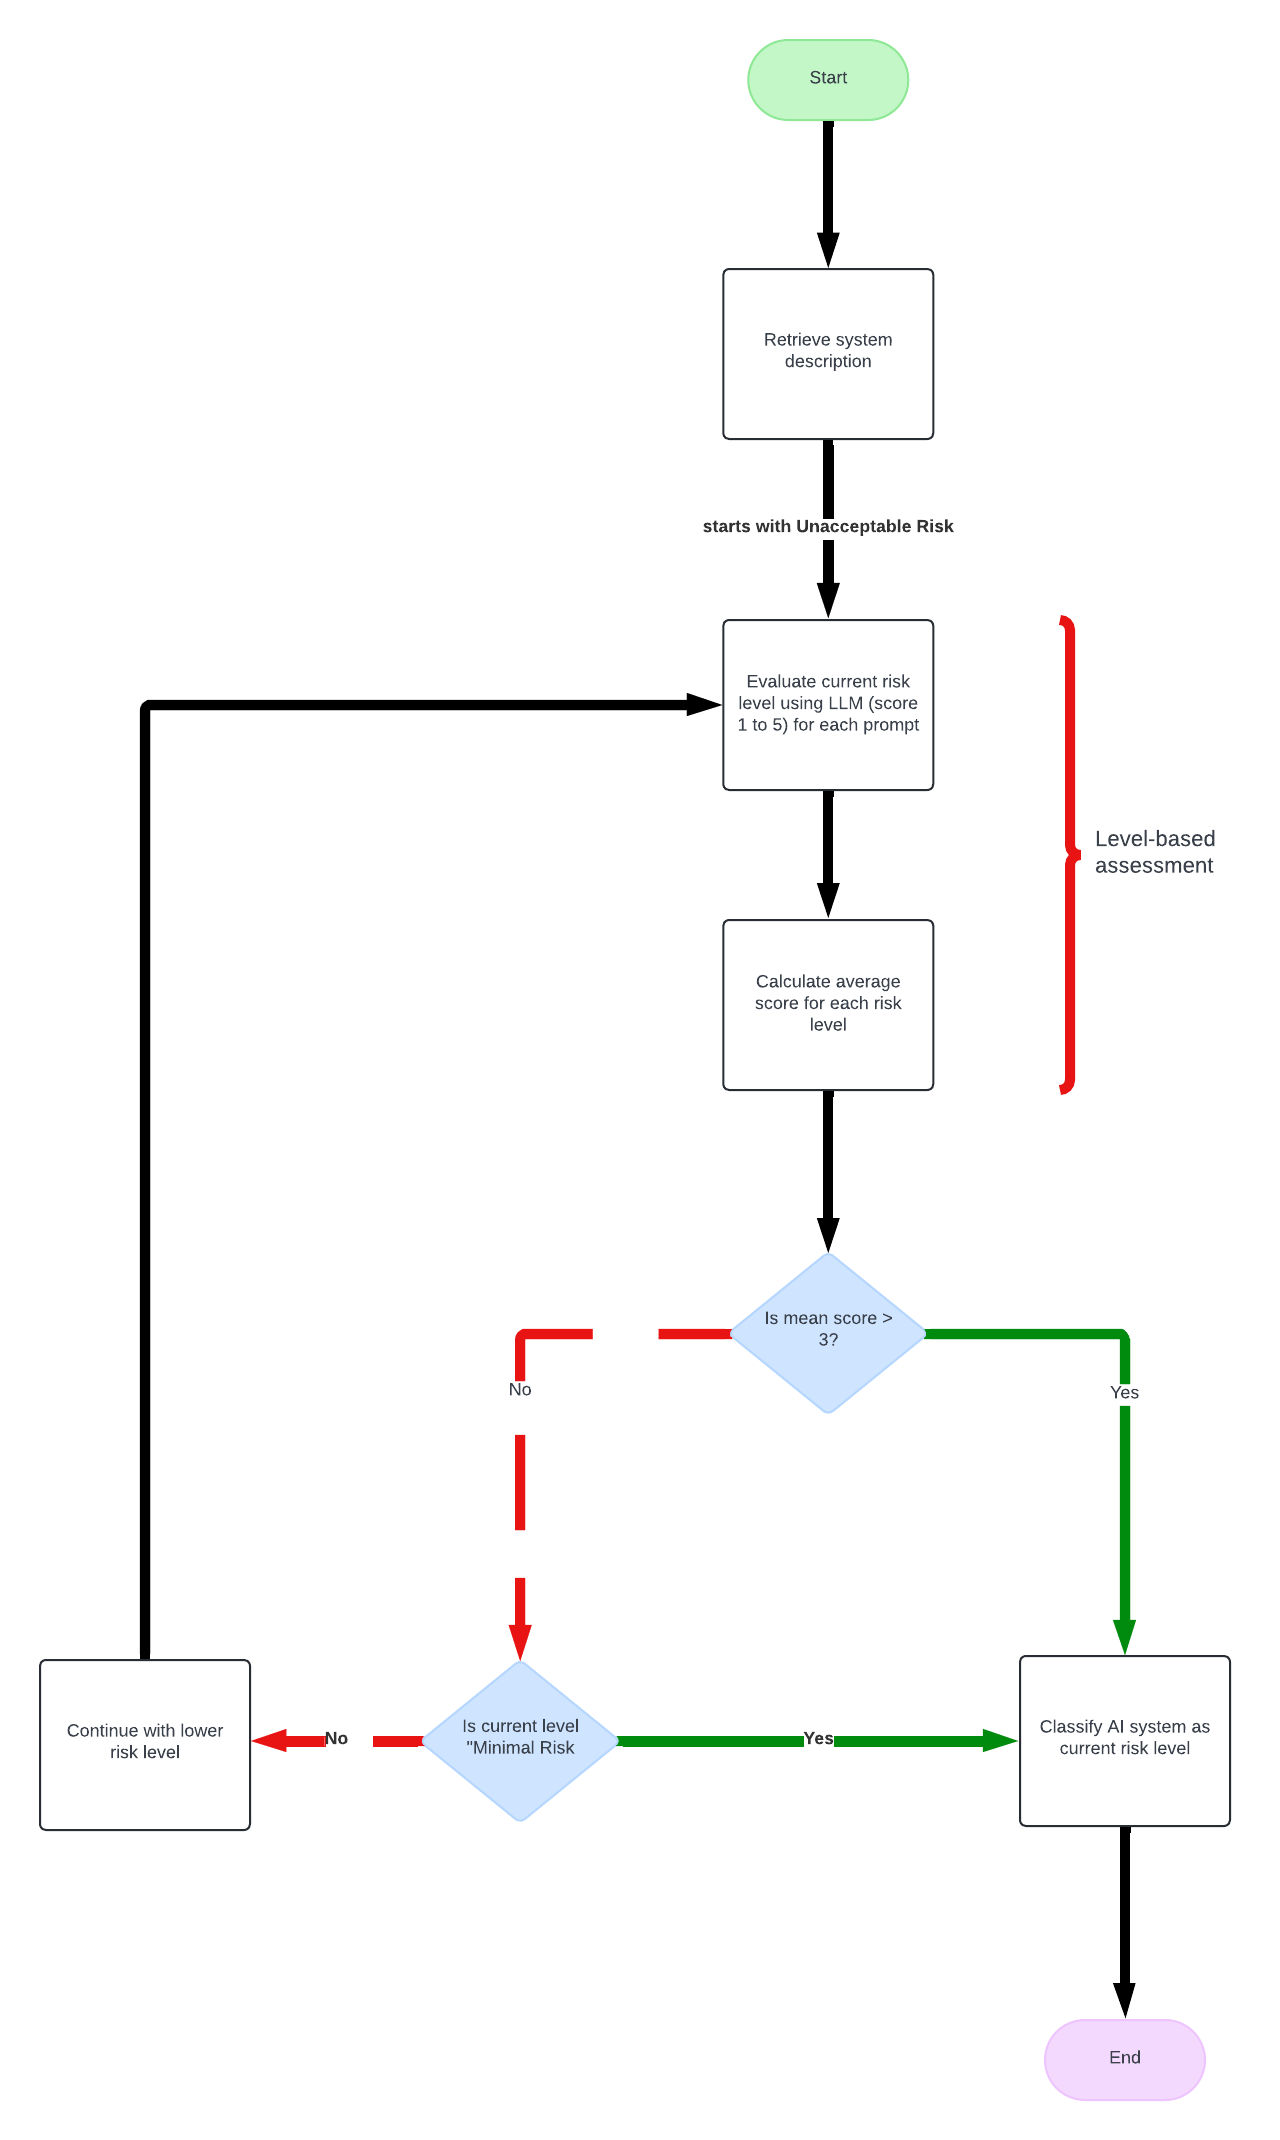 Start
Retrieve system
description
starts with Unacceptable Risk
Evaluate current risk
level using LLM (score
1 to 5) for each prompt
Level-based
assessment
Calculate average
score for each risk
level
Is mean score >
3?
No
Yes
Continue with lower
risk level
No
Is current level
"Minimal Risk
Yes
Classify AI system as
current risk level
End